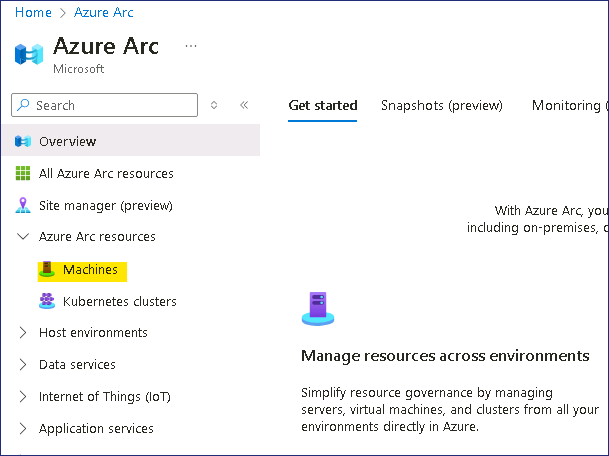 Home > Azure Arc
Azure Arc ...
Microsoft
Search
Get started Snapshots (preview) Monitoring (
Overview
All Azure Arc resources
Site manager (preview)
With Azure Arc, you
including on-premises,
Azure Arc resources
Machines
Kubernetes clusters
Host environments
Manage resources across environments
Data services
Internet of Things (IoT)
Simplify resource governance by managing
servers, virtual machines, and clusters from all your
environments directly in Azure.
Application services